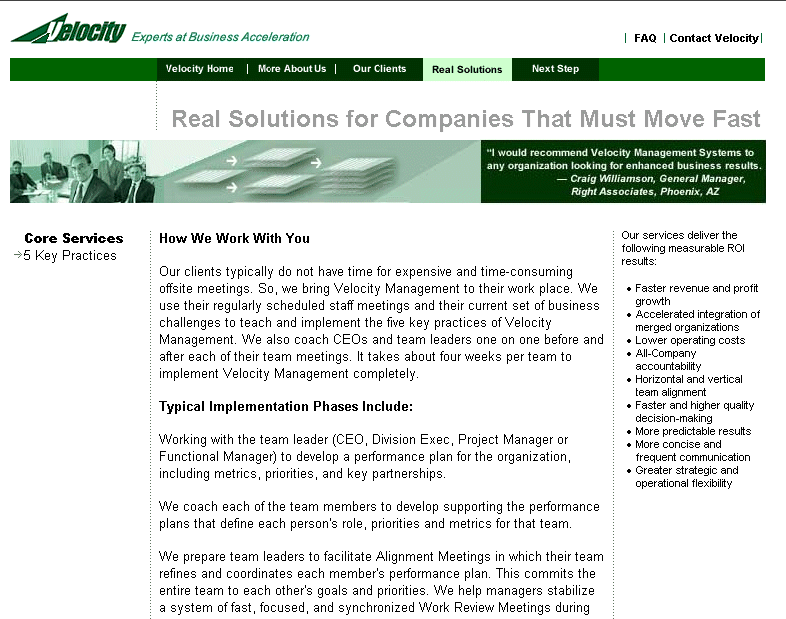 Velocity Experts at Business Acceleration
| FAQ | Contact Velocity|
Velocity Home | More About Us | Our Clients Real Solutions Next Step
Real Solutions for Companies That Must Move Fast
“I would recommend Velocity Management Systems to
any organization looking for enhanced business results.
— Craig Williamson, General Manager,
Right Associates, Phoenix, AZ
Core Services
5 Key Practices
How We Work With You
Our clients typically do not have time for expensive and time-consuming
offsite meetings. So, we bring Velocity Management to their work place. We
use their regularly scheduled staff meetings and their current set of business
challenges to teach and implement the five key practices of Velocity
Management. We also coach CEOs and team leaders one on one before and
after each of their team meetings. It takes about four weeks per team to
implement Velocity Management completely.
Typical Implementation Phases Include:
Working with the team leader (CEO, Division Exec, Project Manager or
Functional Manager) to develop a performance plan for the organization,
including metrics, priorities, and key partnerships.
We coach each of the team members to develop supporting the performance
plans that define each person's role, priorities and metrics for that team.
We prepare team leaders to facilitate Alignment Meetings in which their team
refines and coordinates each member's performance plan. This commits the
entire team to each other's goals and priorities. We help managers stabilize
a system of fast, focused, and synchronized Work Review Meetings during
Our services deliver the
following measurable ROI
results:
• Faster revenue and profit
growth
• Accelerated integration of
merged organizations
• Lower operating costs
• All-Company
accountability
• Horizontal and vertical
team alignment
• Faster and higher quality
decision-making
• More predictable results
• More concise and
frequent communication
• Greater strategic and
operational flexibility